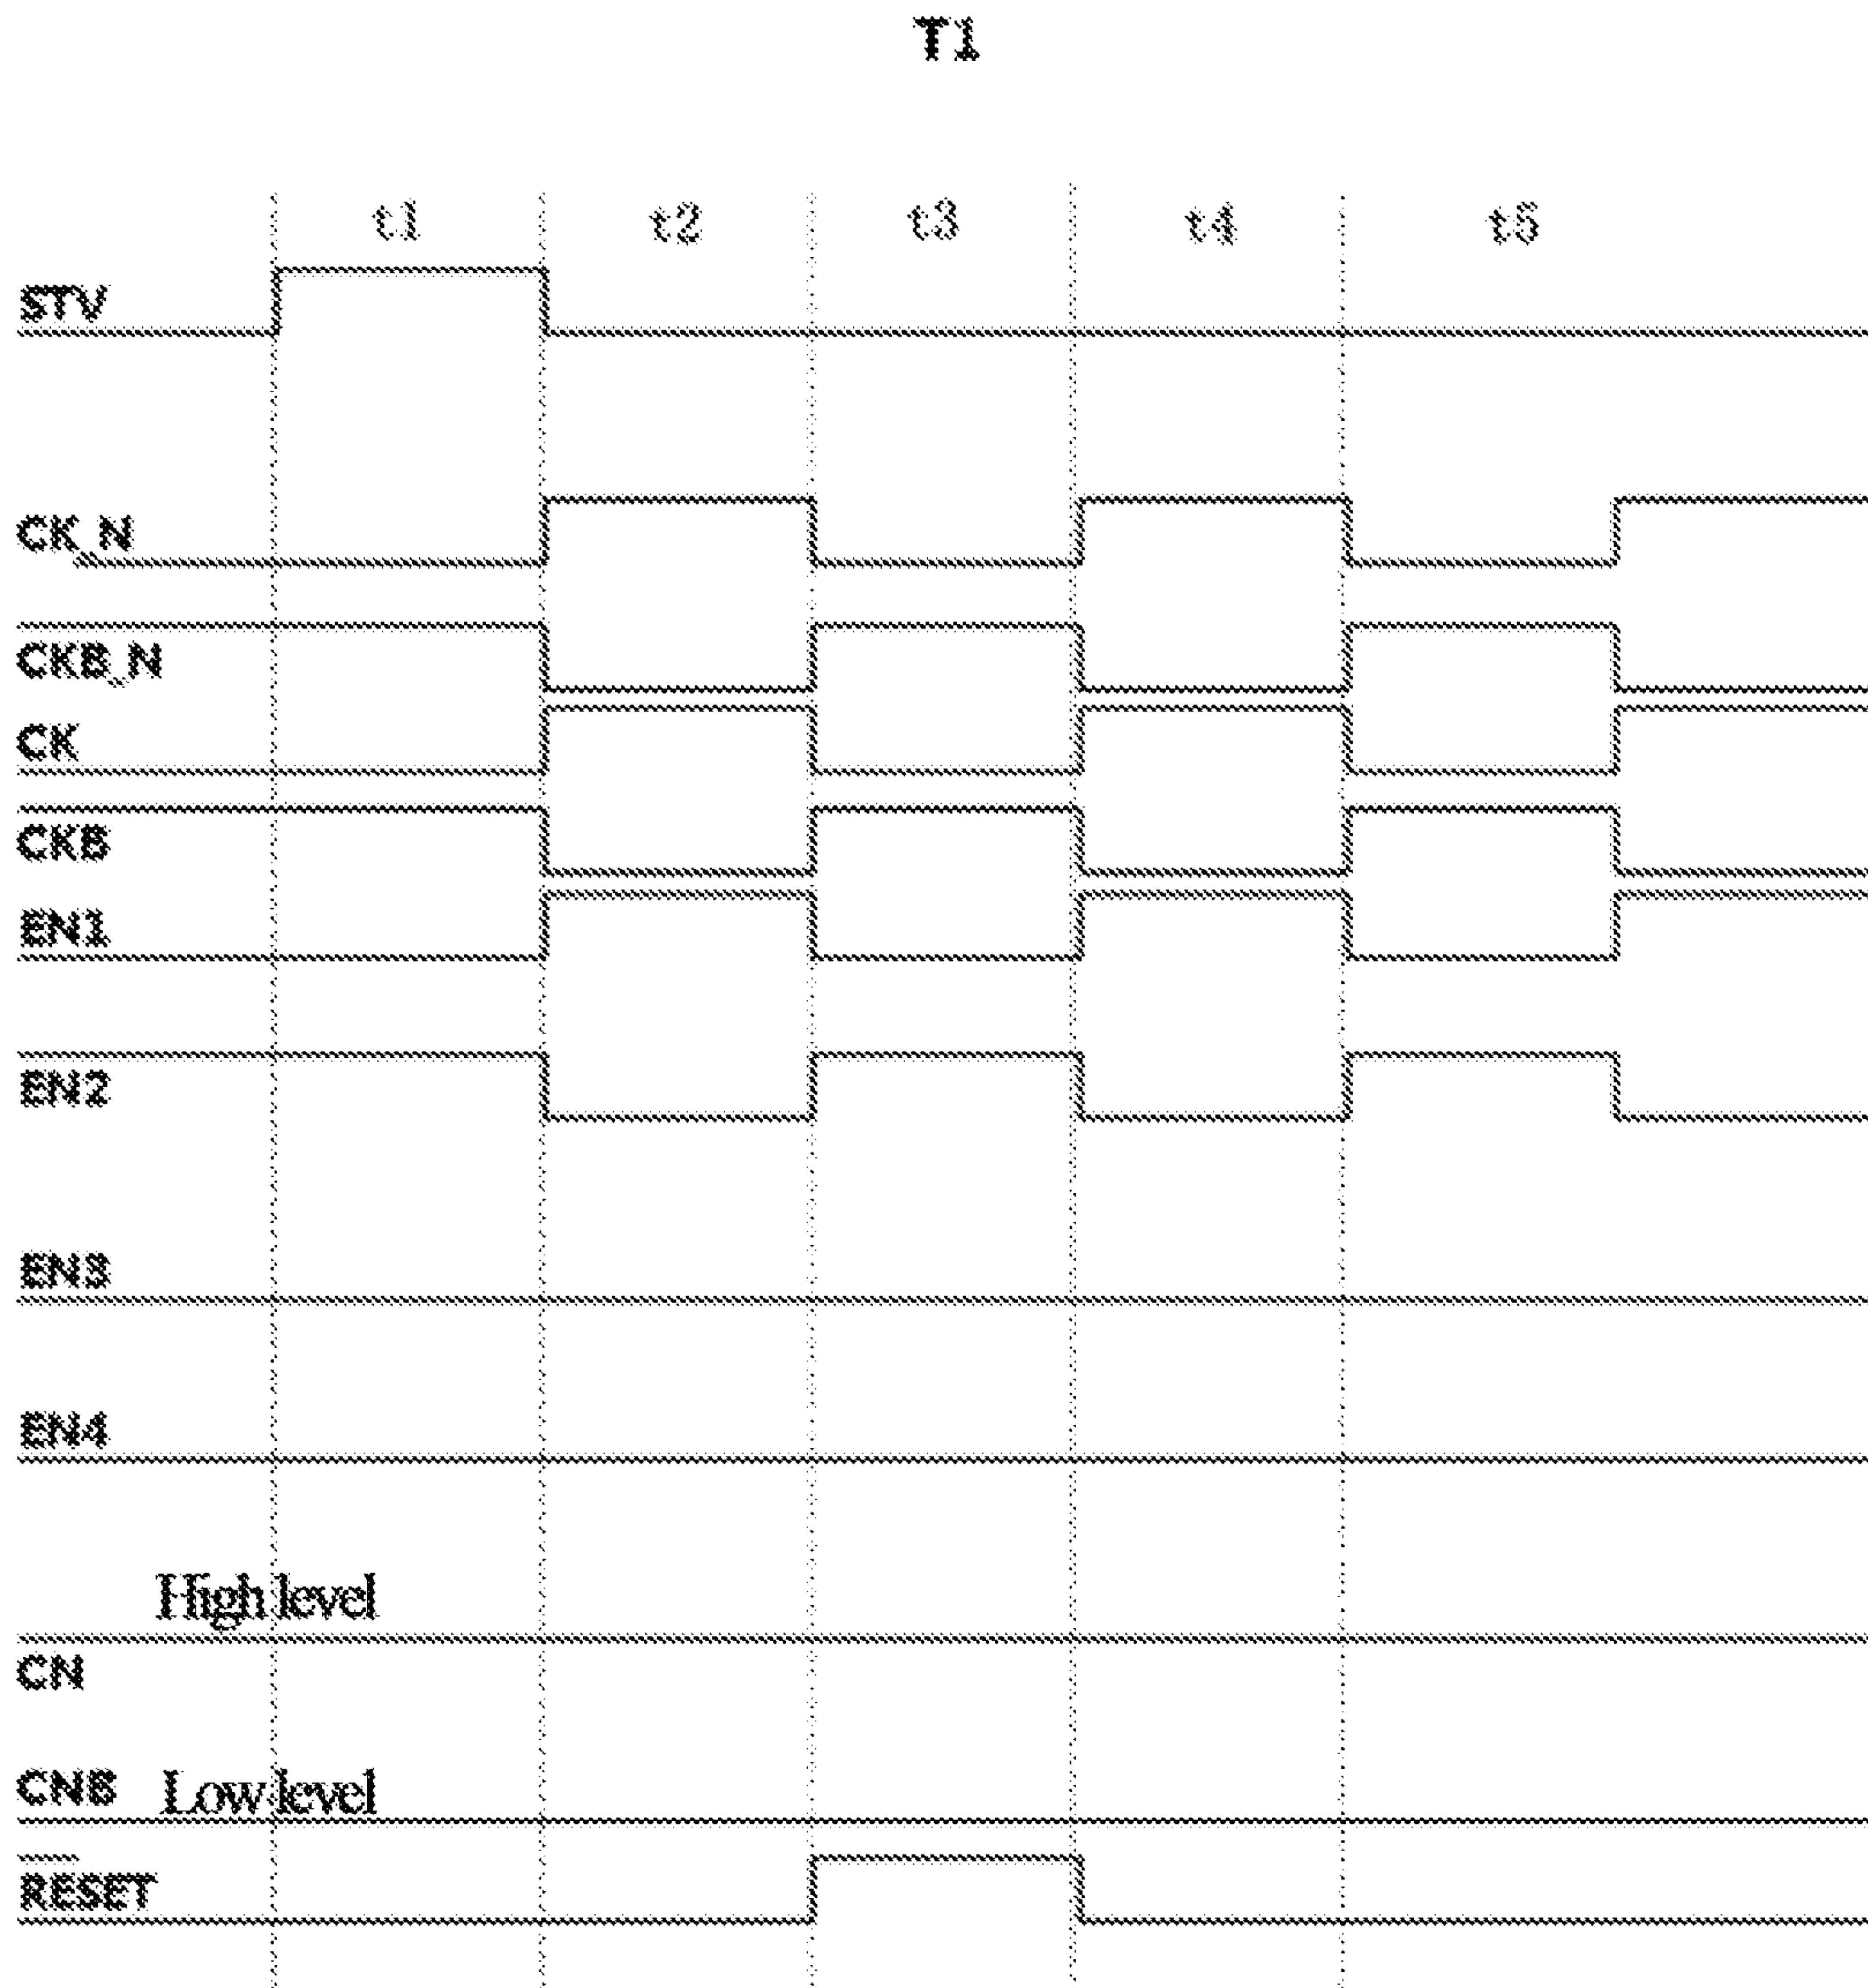 T1
t1 t2 t3 t4 t5
STV
CK_N
CKB_N
CK
CKB
EN1
EN2
EN3
EN4
High level
CN
CNB Low level
RESET